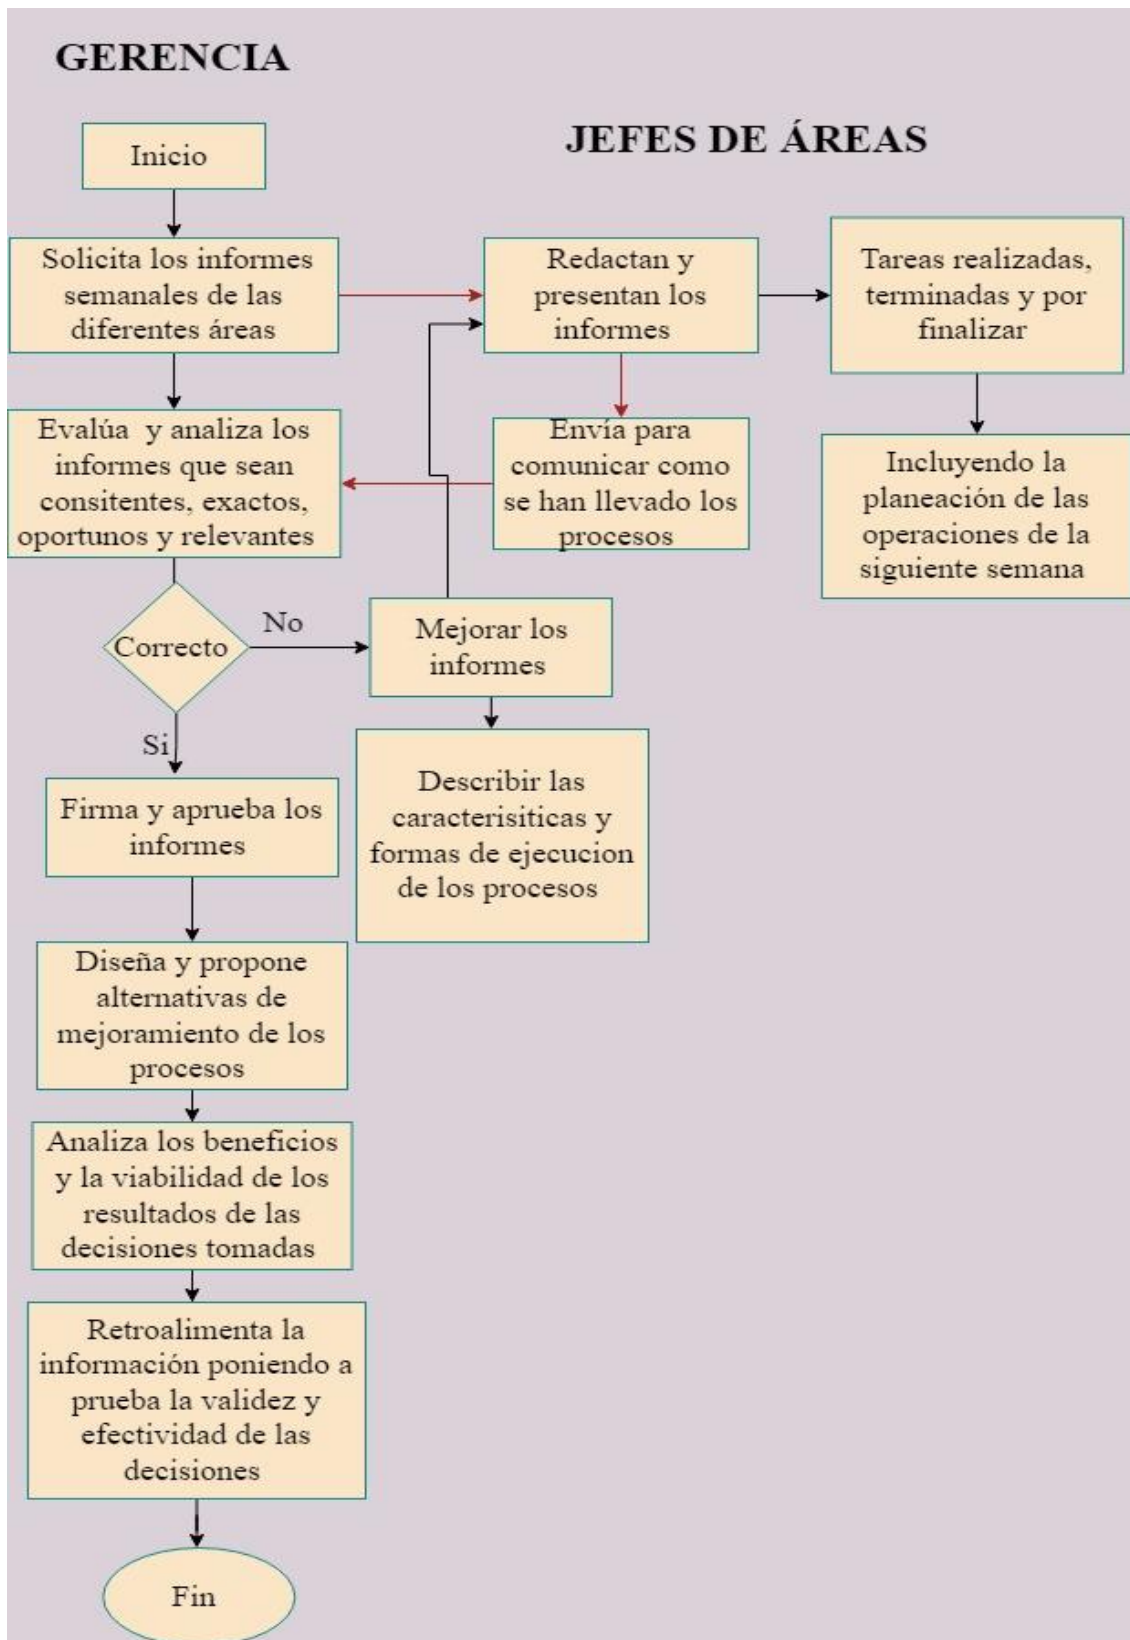 GERENCIA
JEFES DE ÁREAS
Inicio
Solicita los informes
semanales de las
diferentes áreas
Redactan y
presentan los
informes
Tareas realizadas,
terminadas y por
finalizar
Evalúa y analiza los
informes que sean
consitentes, exactos,
oportunos y relevantes
Envía para
comunicar como
se han llevado los
procesos
Incluyendo la
planeación de las
operaciones de la
siguiente semana
Correcto
No
Mejorar los
informes
Si
Firma y aprueba los
informes
Describir las
caracterisiticas y
formas de ejecucion
de los procesos
Diseña y propone
alternativas de
mejoramiento de los
procesos
Analiza los beneficios
y la viabilidad de los
resultados de las
decisiones tomadas
Retroalimenta la
información poniendo a
prueba la validez y
efectividad de las
decisiones
Fin